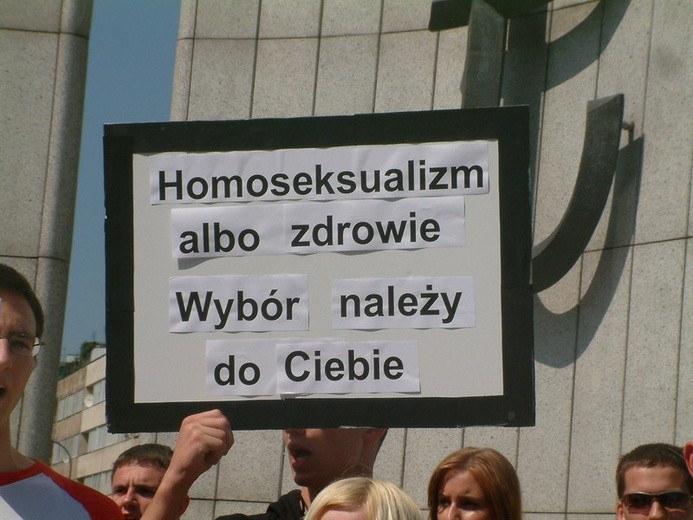 Homoseksualizm
albo zdrowie
Wybór należy
do Ciebie